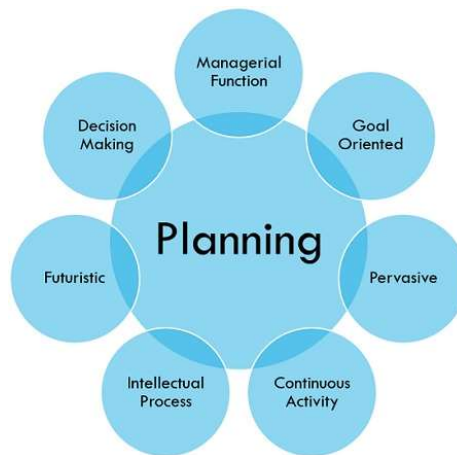 Managerial
Function
Decision
Making
Goal
Oriented
Planning
Futuristic
Pervasive
Intellectual
Process
Continuous
Activity